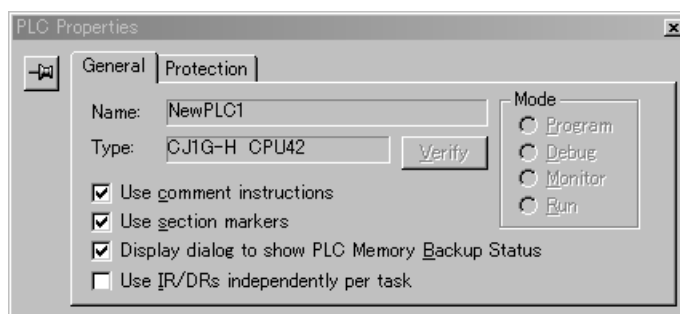 PLC Properties
General
Protection
Name:
NewPLC1
Type:
CJ1G-H CPU42
Verify
Mode
Program
Debug
Monitor
Run
Use comment instructions
Use section markers
Display dialog to show PLC Memory Backup Status
Use IR/DRs independently per task